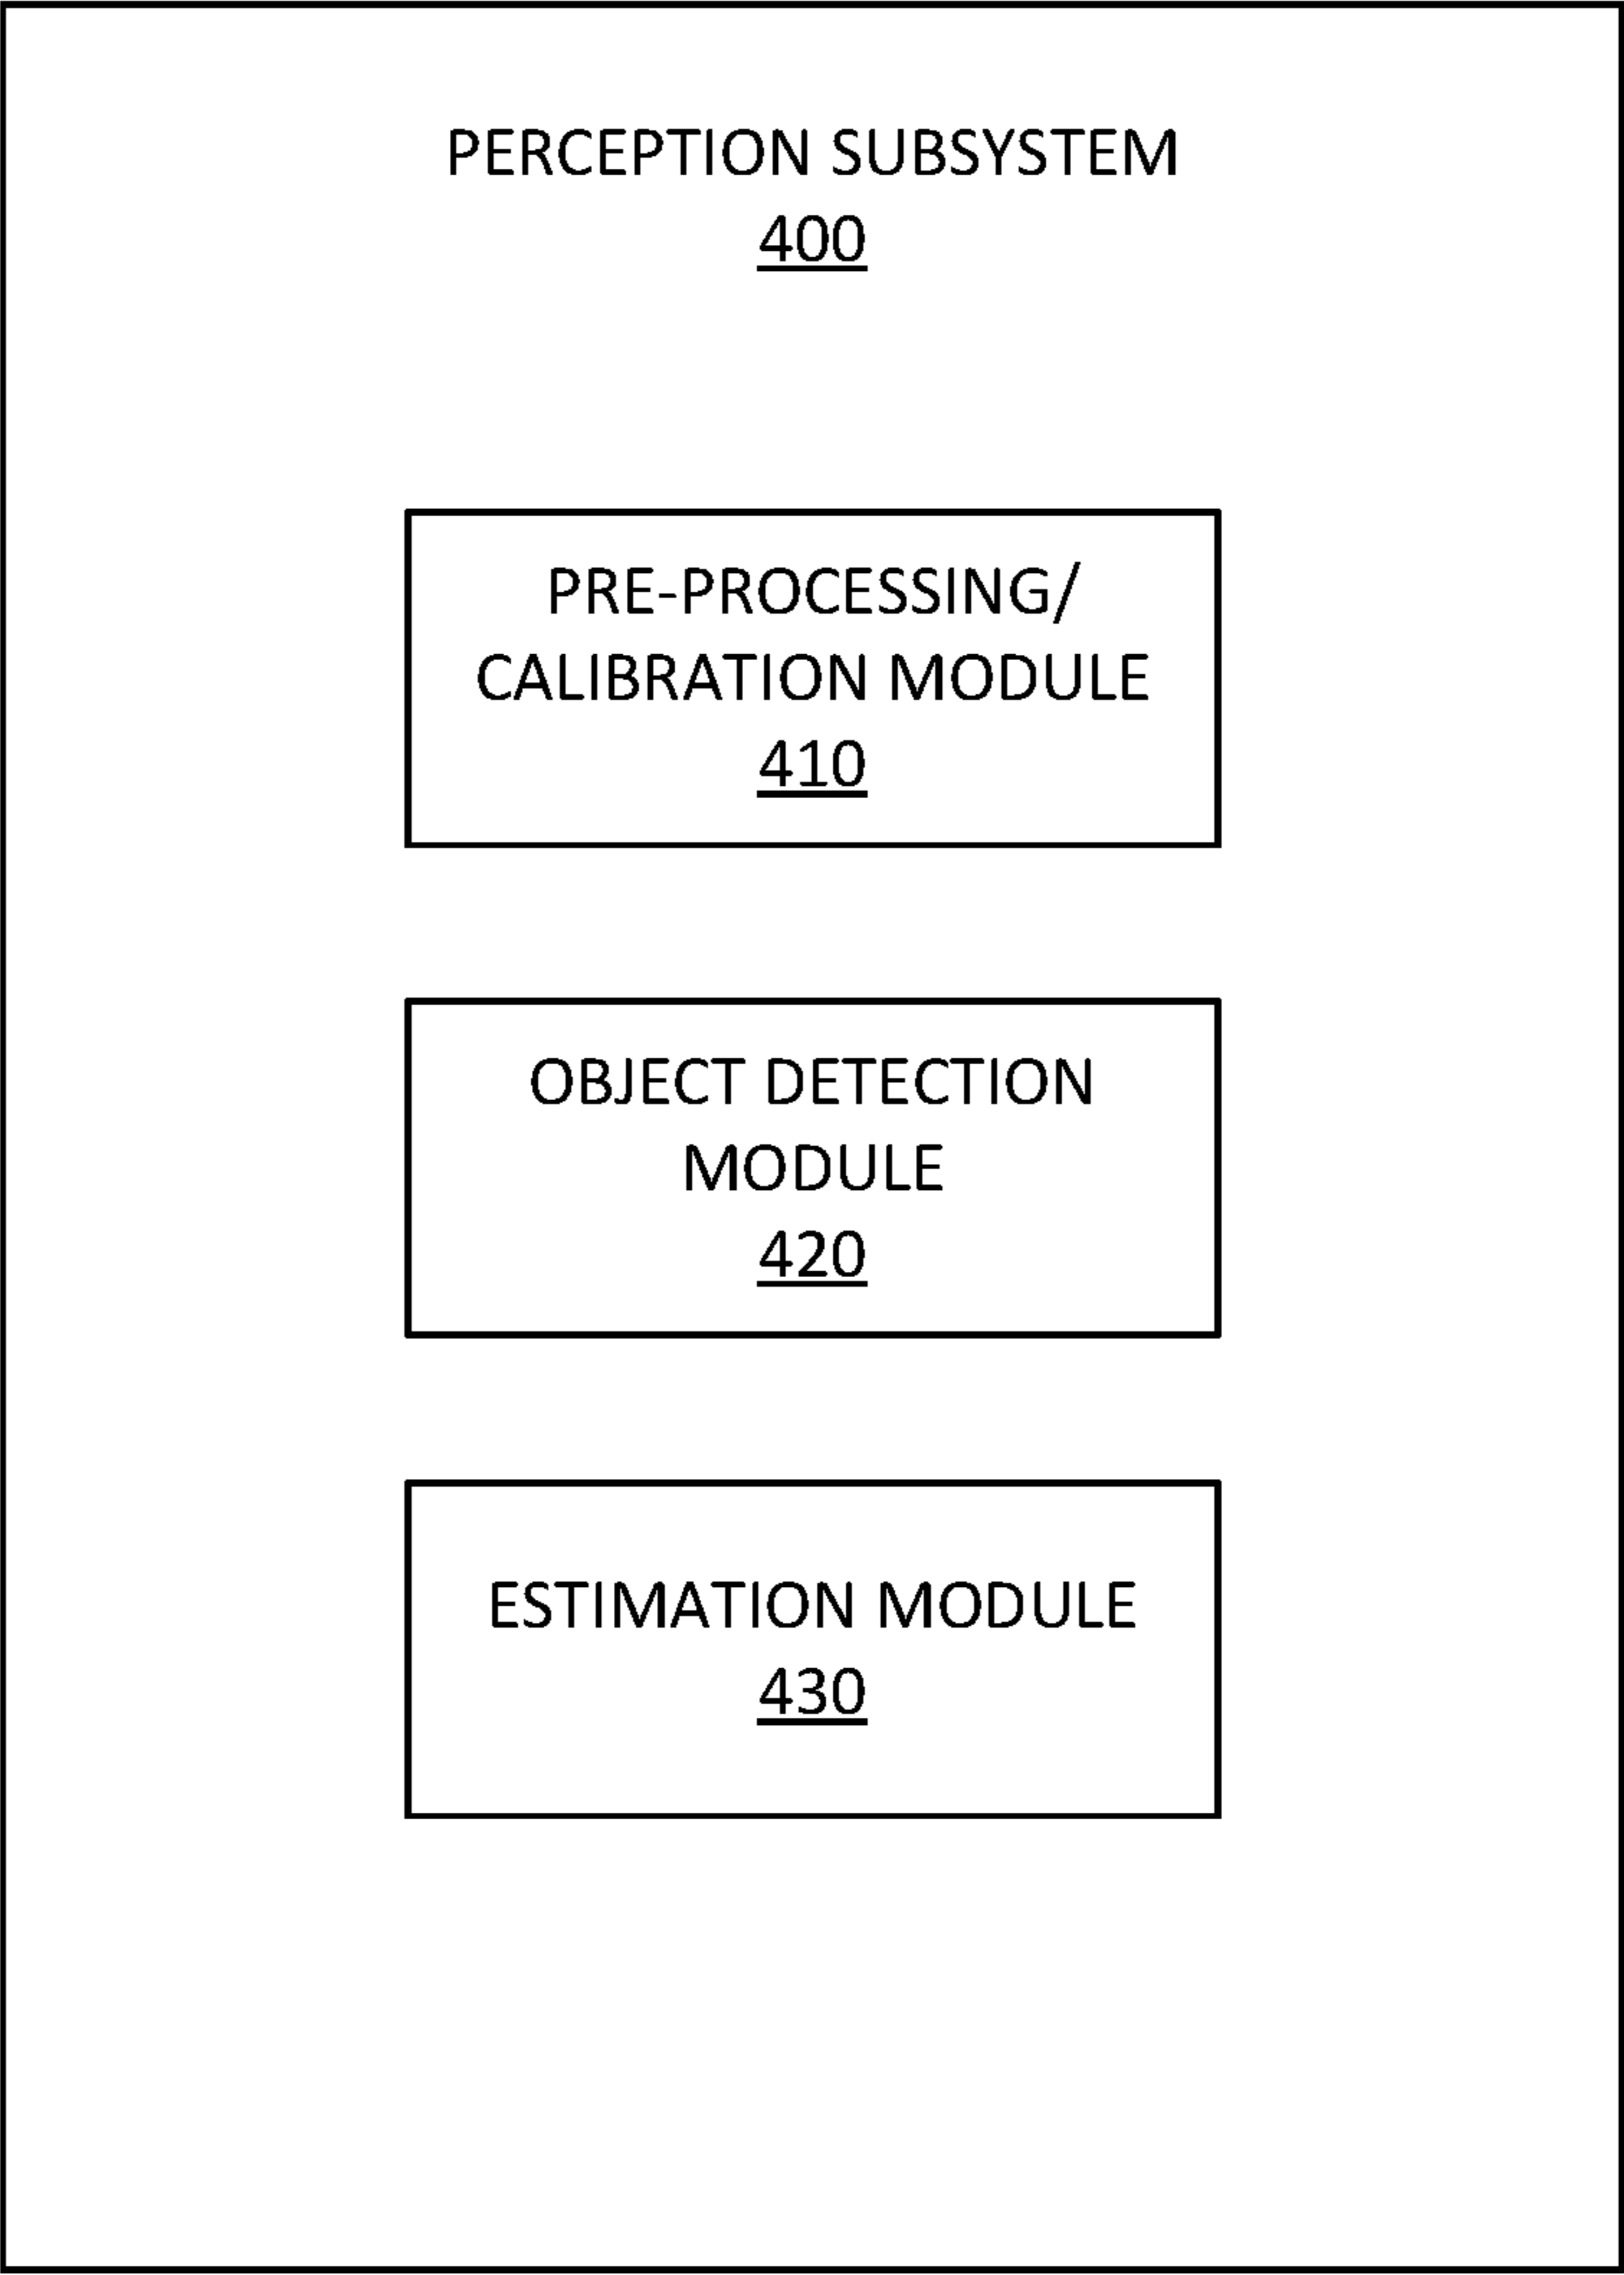 PERCEPTION SUBSYSTEM
400
PRE-PROCESSING/
CALIBRATION MODULE
410
OBJECT DETECTION
MODULE
420
ESTIMATION MODULE
430